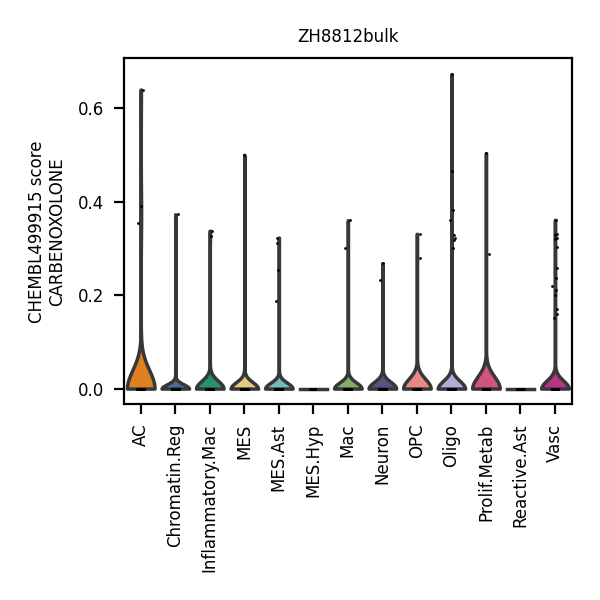 ZH8812bulk
CHEMBL499915 score
CARBENOXOLONE
0.6
0.4
0.2
0.0
AC
Chromatin.Reg
Inflammatory.Mac
MES
MES.Ast
MES.Hyp
Mac
Neuron
OPC
Oligo
Prolif.Metab
Reactive.Ast
Vasc